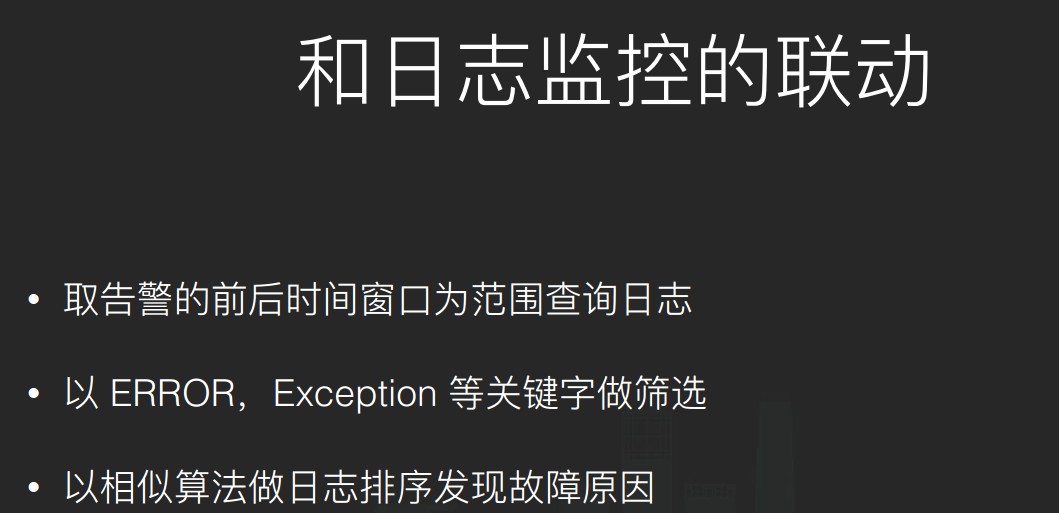 和日志监控的联动
• 取告警的前后时间窗口为范围查询日志
• 以 ERROR，Exception 等关键字做筛选
• 以相似算法做日志排序发现故障原因